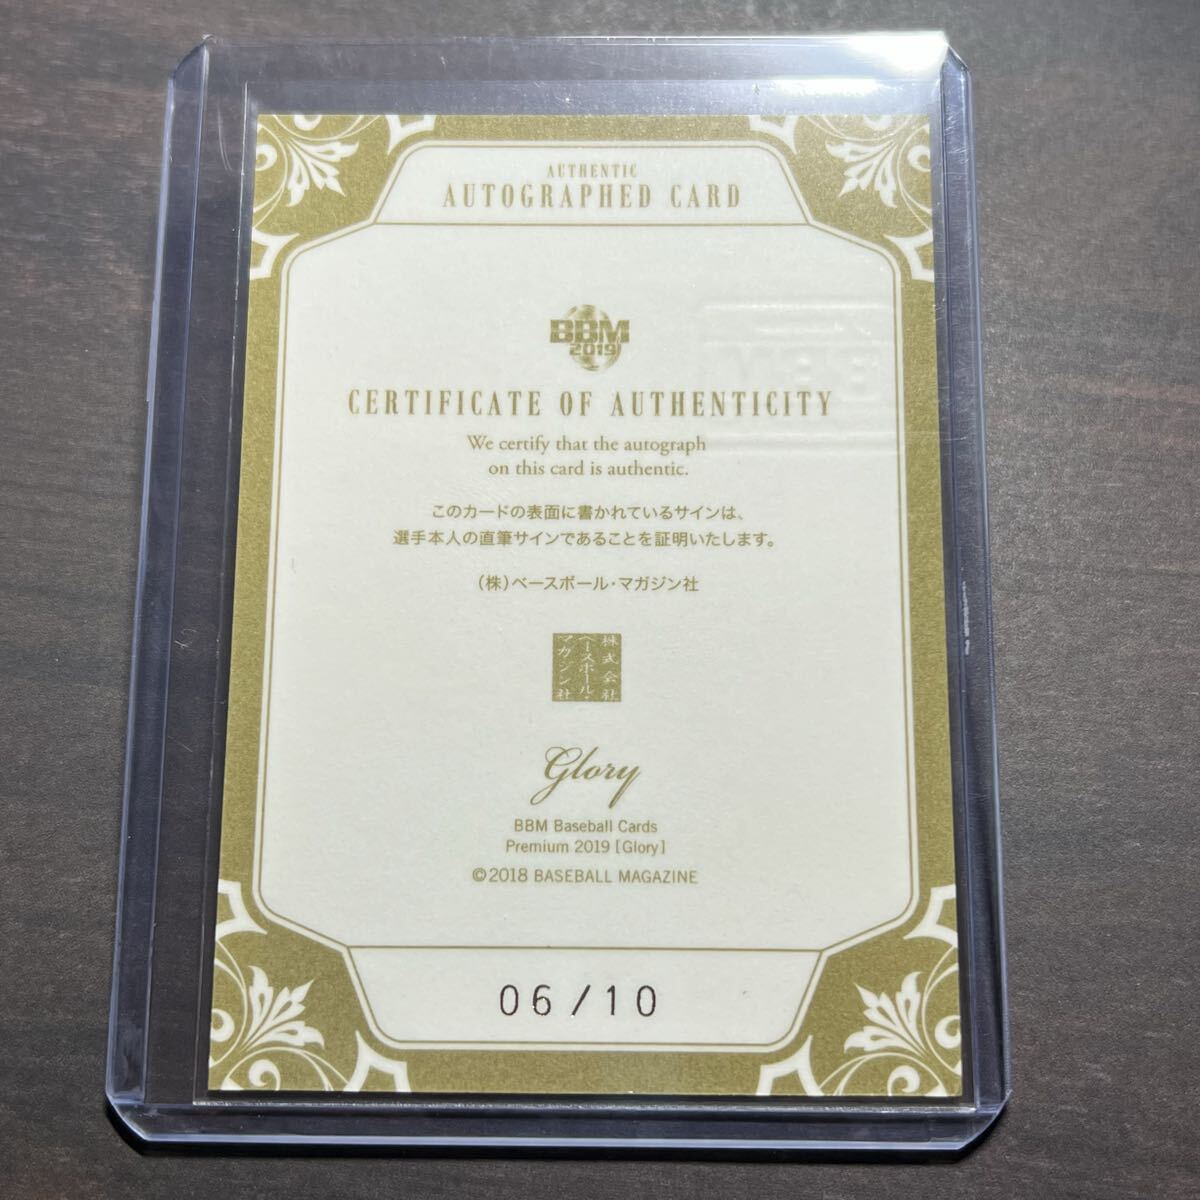 AUTHENTIC
AUTOGRAPHED CARD
BBM
2019
CERTIFICATE OF AUTHENTICITY
We certify that the autograph
on this card is authentic.
このカードの表面に書かれているサインは、
選手本人の直筆サインであることを証明いたします。
(株)ベースボール・マガジン社
株式会社
ベースボール・
マガジン社
Glory
BBM Baseball Cards
Premium 2019 [Glory]
©2018 BASEBALL MAGAZINE
06/10